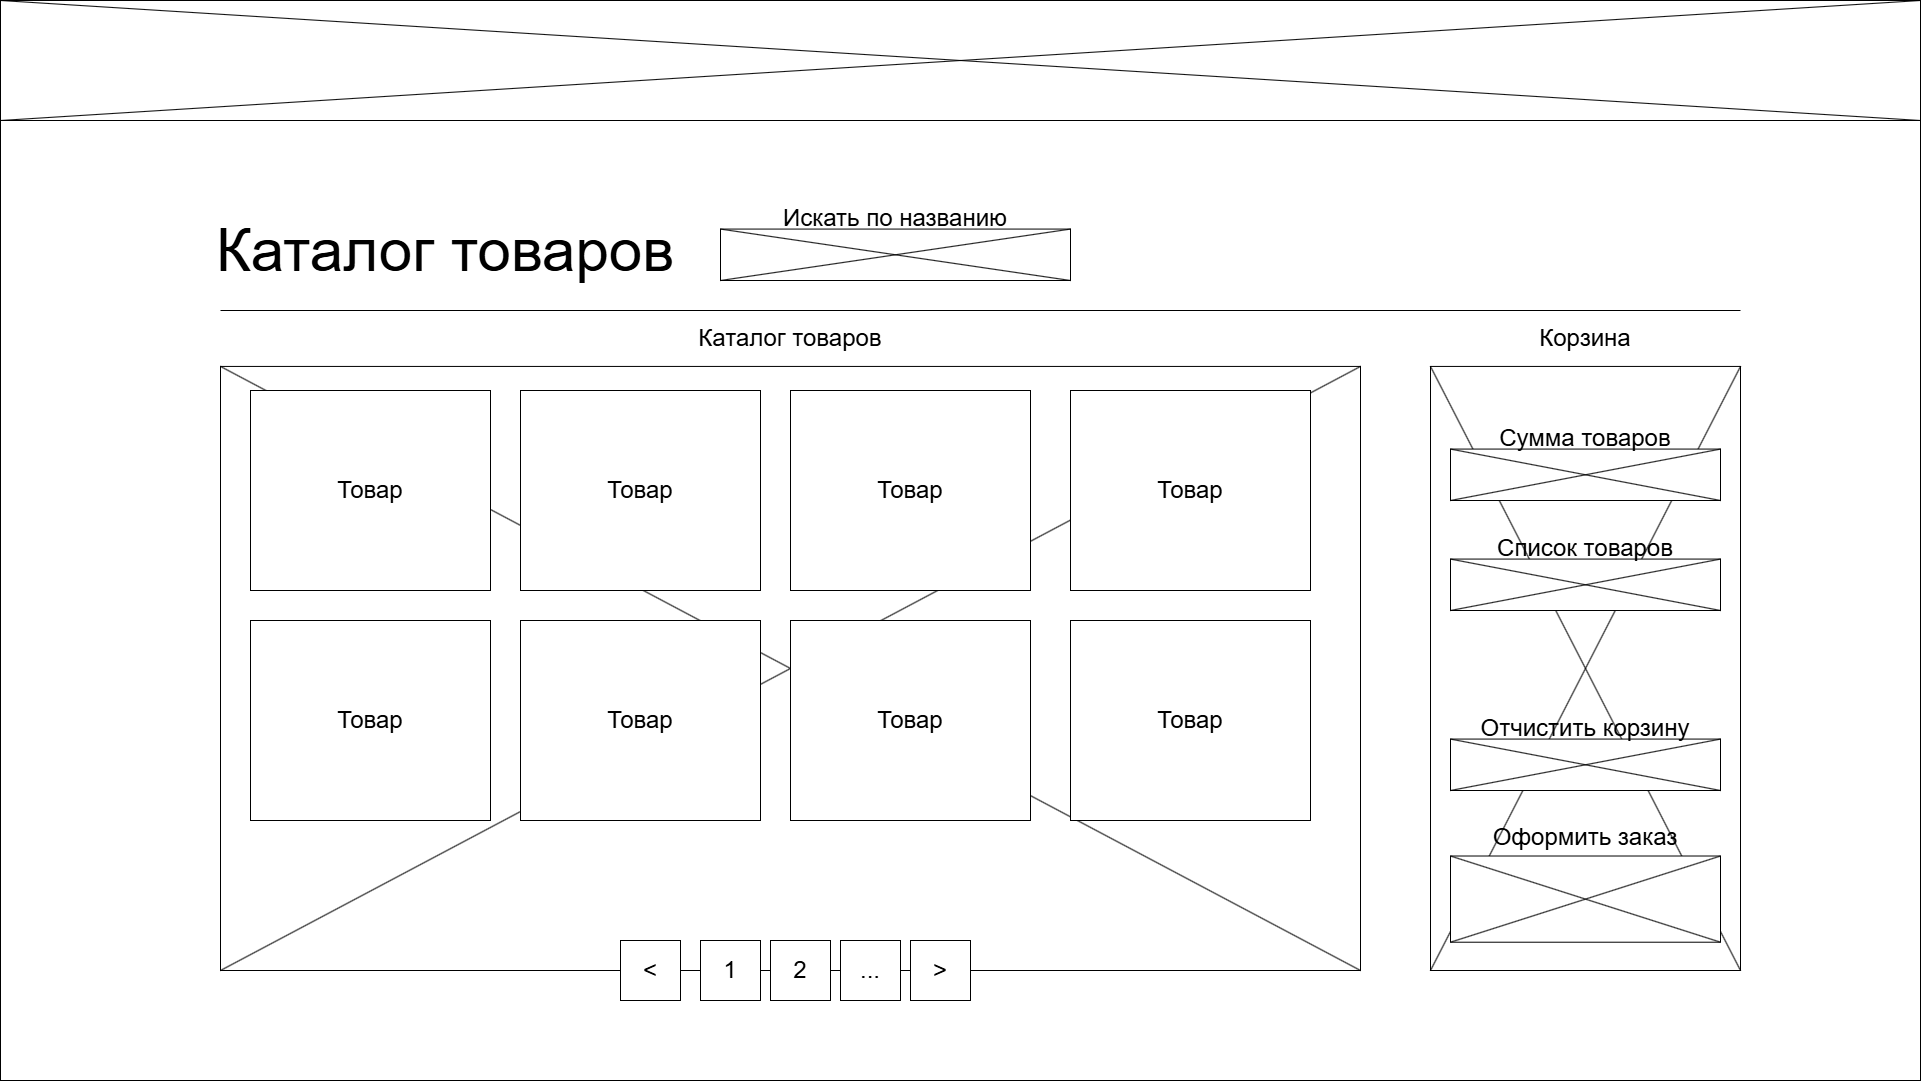 Искать по названию
Каталог товаров
Каталог товаров
Корзина
Товар Товар Товар Товар
Товар Товар Товар Товар
< 1 2 ... >
Сумма товаров
Список товаров
Отчистить корзину
Оформить заказ